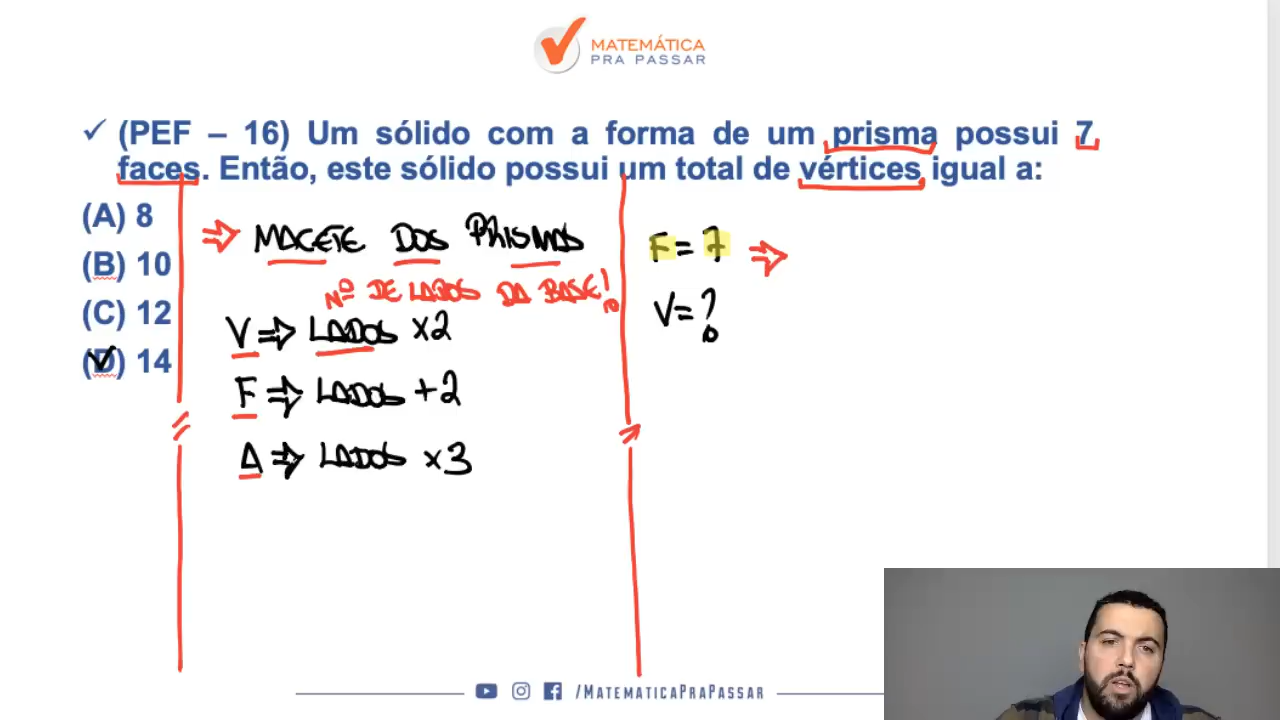 MATEMÁTICA
PRA PASSAR
✓ (PEF – 16) Um sólido com a forma de um prisma possui 7
faces. Então, este sólido possui um total de vértices igual a:
(A) 8
(B) 10
(C) 12
(D) 14
⇒ MACETE DOS PRISMAS
Nº DE LADOS DA BASE!
V ⇒ LADOS ×2
F ⇒ LADOS +2
A ⇒ LADOS ×3
F = 7 ⇒
V = ?
/MATEMATICAPRAPASSAR